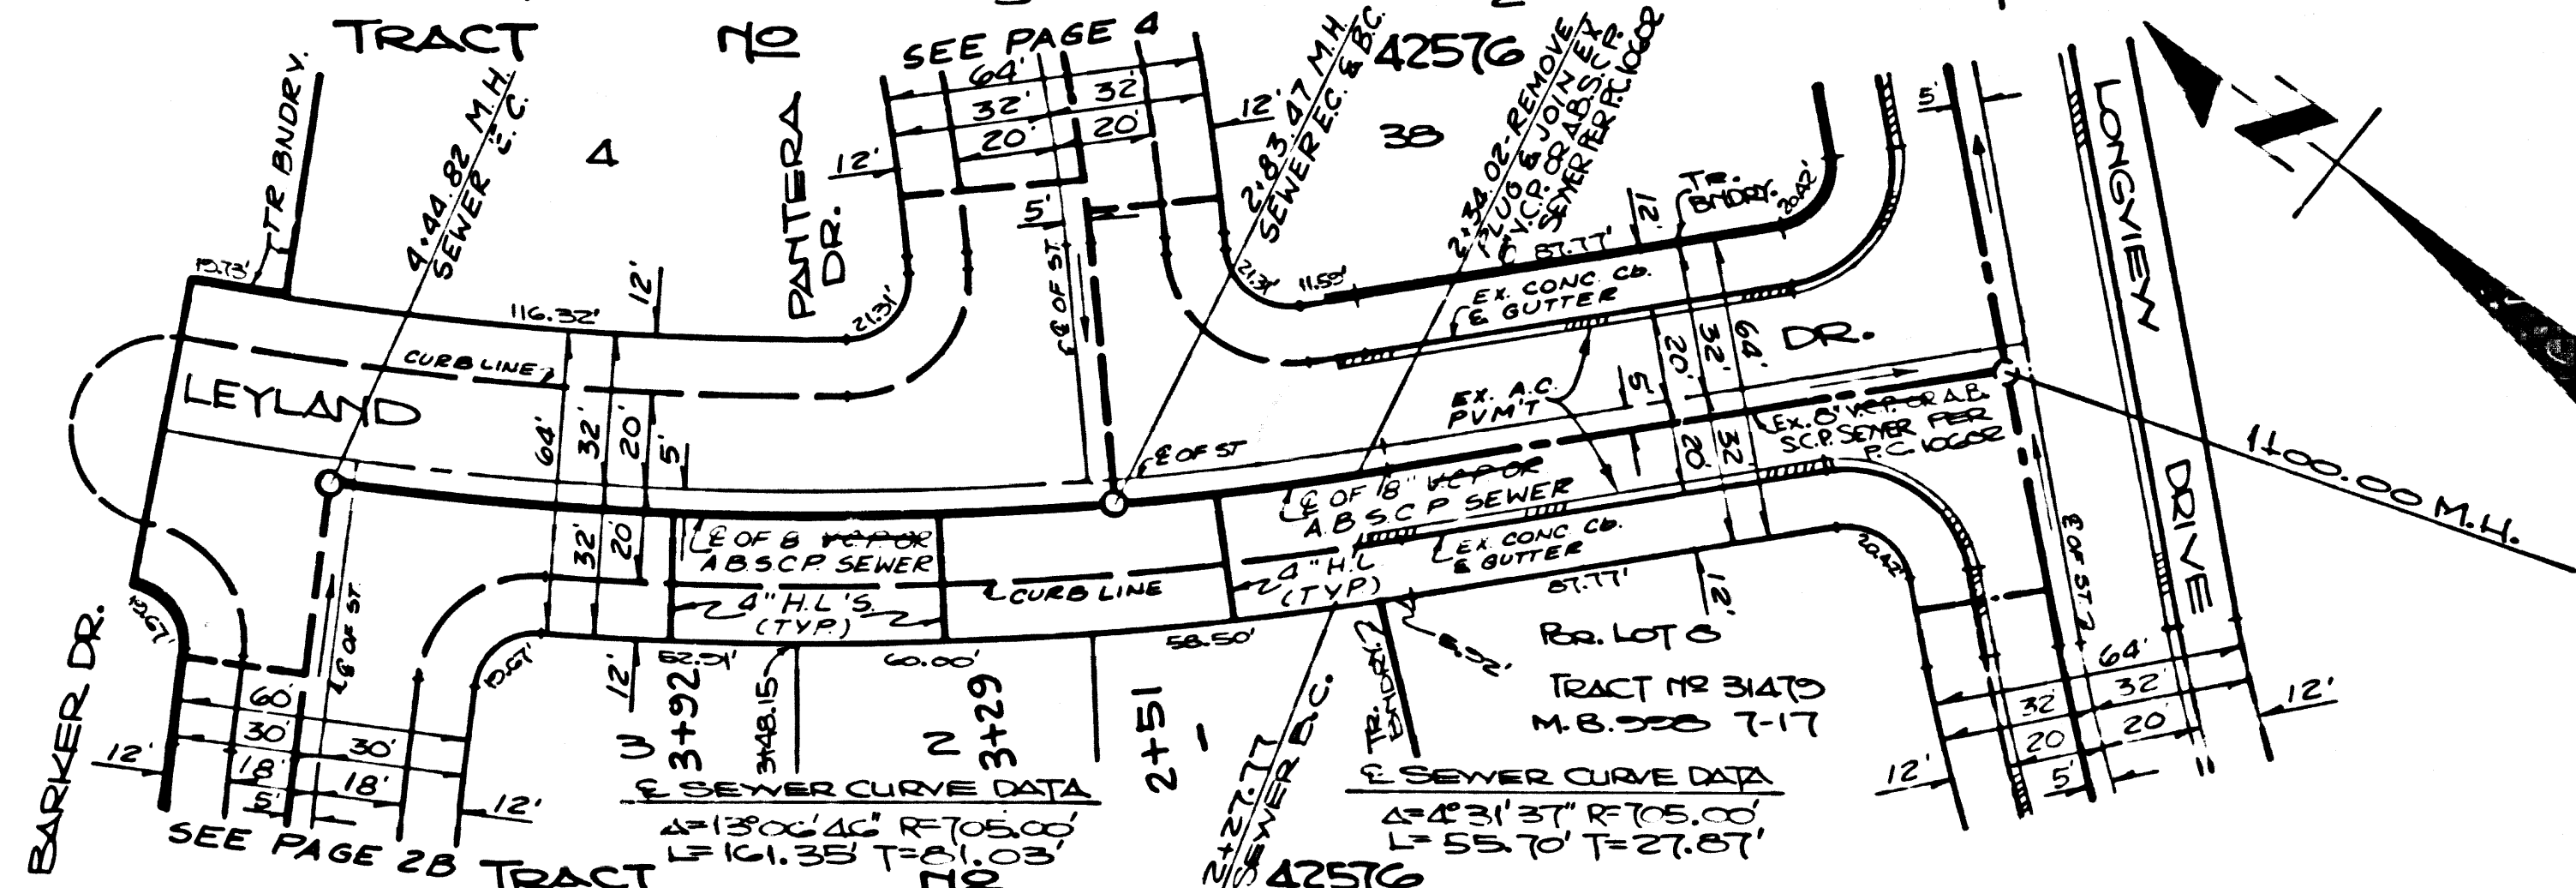 TRACT Nº 42576
SEE PAGE 4
TR BNDRY.
4+44.82 M.H.
SEWER E.C.
4
PANTERA
DR.
64'
32' 32'
20' 20'
12'
12'
5'
℄ OF ST
2+83.47 M.H.
SEWER E.C. & B.C.
38
2+34.02-REMOVE
PLUG & JOIN EX
V.C.P. OR A.B.S.C.P.
SEWER PER P.C. 10602
TR.
BNDRY.
12'
20.42'
5'
LONGVIEW
DRIVE
19.73'
116.32'
12'
21.31'
21.31'
11.59'
87.77'
EX. CONC. Cb.
& GUTTER
DR.
CURB LINE
LEYLAND
64'
32'
20'
5'
32'
20'
℄ OF ST
EX. A.C.
PVM'T
5'
20'
32'
64'
20'
32'
EX. 8" V.C.P. OR A.B.
S.C.P. SEWER PER
P.C. 10602
1+00.00 M.H.
℄ OF 8" V.C.P OR
A.B.S.C.P SEWER
℄ OF 8 V.C.P. OR
A.B.S.C.P. SEWER
EX CONC. Cb.
& GUTTER
4" H.L.
(TYP.)
4" H.L.'S.
(TYP.)
CURB LINE
87.77'
12'
20.42'
℄ OF ST.
BARKER DR.
19.67'
℄ OF ST
19.67'
12'
62.91'
60.00'
58.50'
POR. LOT 8
TRACT Nº 31479
M.B. 998 7-17
TR. BNDRY.
3
3+92
3+48.15
2
3+29
2+51
1
2+27.77
SEWER B.C.
60'
30' 30'
18' 18'
5'
12'
12'
64'
32' 32'
20 20'
5'
12'
12'
℄ SEWER CURVE DATA
Δ=13°06'46" R=705.00'
L=161.35' T=81.03'
℄ SEWER CURVE DATA
Δ=4°31'37" R=705.00'
L=55.70' T=27.87'
SEE PAGE 2B
TRACT Nº 42576